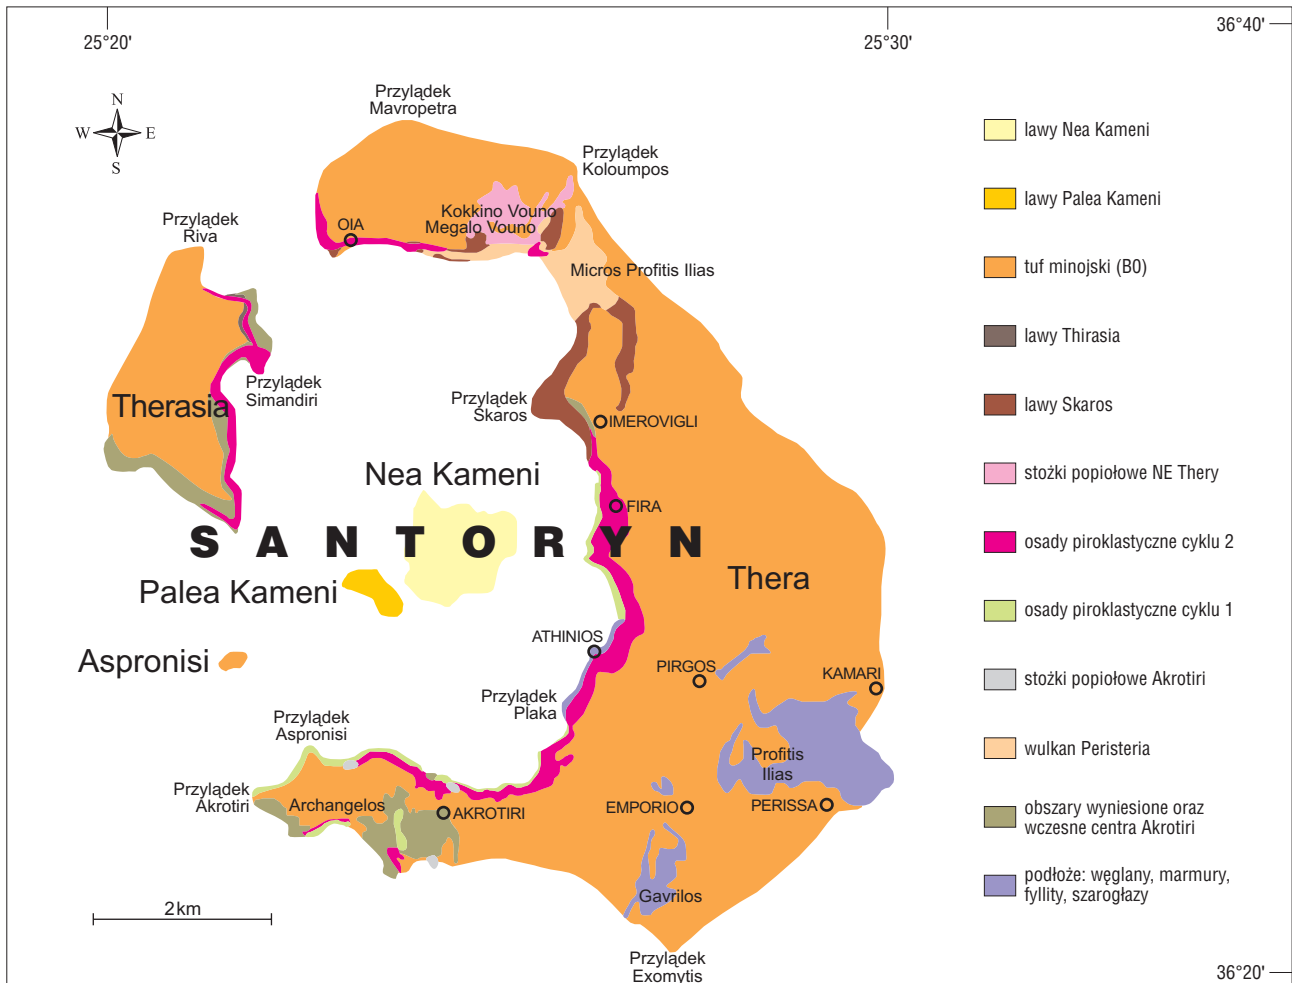 25°20'
25°30'
36°40'
N
W
E
S
Przylądek
Mavropetra
Przylądek
Koloumpos
Przylądek
Riva
OIA
Kokkino Vouno
Megalo Vouno
Micros Profitis Ilias
Przylądek
Simandiri
Therasia
Przylądek
Skaros
IMEROVIGLI
Nea Kameni
FIRA
SANTORYN
Palea Kameni
Thera
Aspronisi
ATHINIOS
PIRGOS
KAMARI
Przylądek
Plaka
Przylądek
Aspronisi
Profitis
Ilias
Przylądek
Akrotiri
Archangelos
AKROTIRI
EMPORIO
PERISSA
Gavrilos
2 km
Przylądek
Exomytis
36°20'
lawy Nea Kameni
lawy Palea Kameni
tuf minojski (B0)
lawy Thirasia
lawy Skaros
stożki popiołowe NE Thery
osady piroklastyczne cyklu 2
osady piroklastyczne cyklu 1
stożki popiołowe Akrotiri
wulkan Peristeria
obszary wyniesione oraz
wczesne centra Akrotiri
podłoże: węglany, marmury,
fyllity, szarogłazy